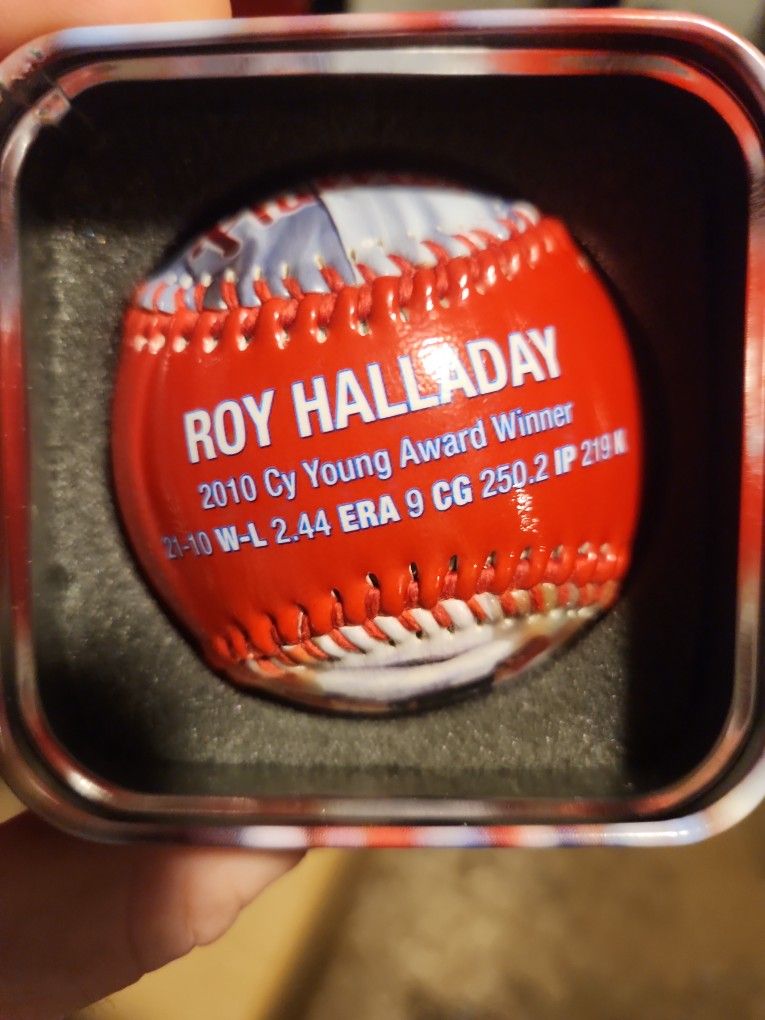 ROY HALLADAY
2010 Cy Young Award Winner
21-10 W-L 2.44 ERA 9 CG 250.2 IP 219 K